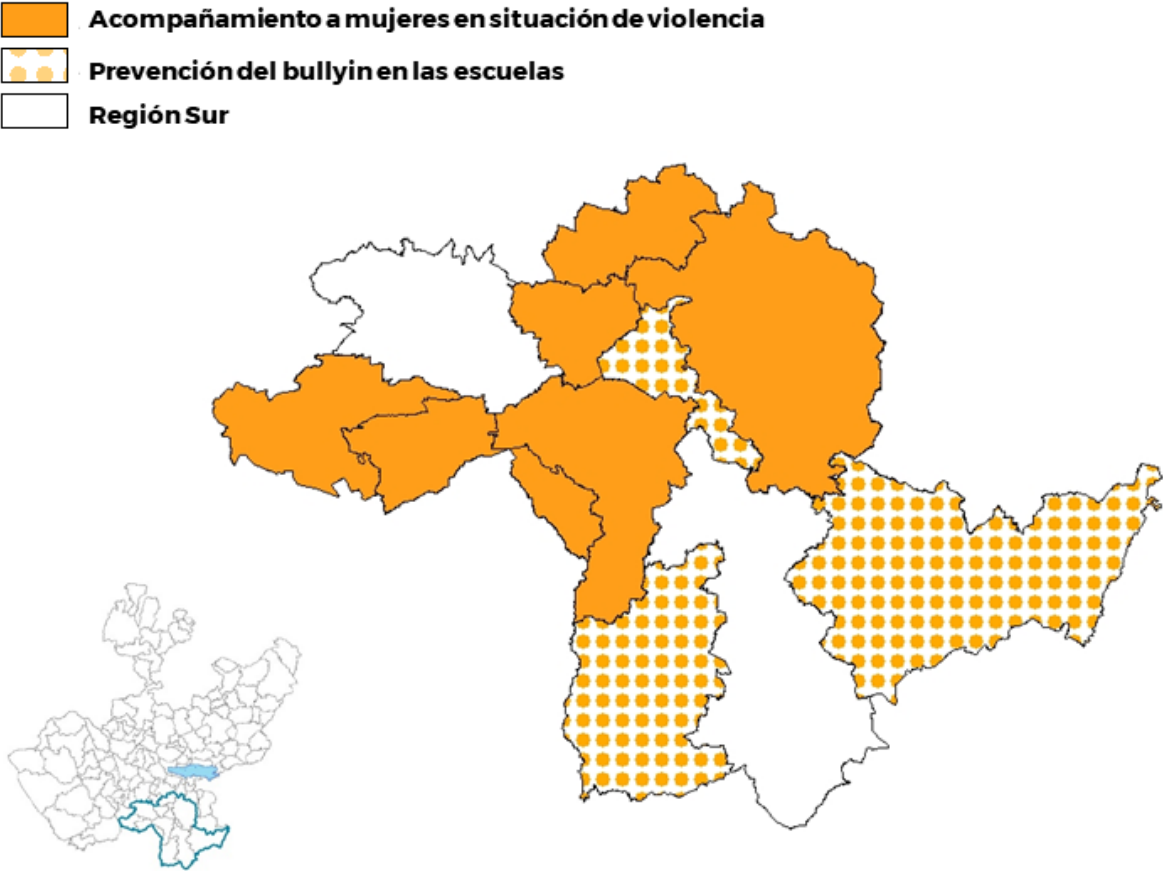 Acompañamiento a mujeres en situación de violencia
Prevención del bullyin en las escuelas
Región Sur